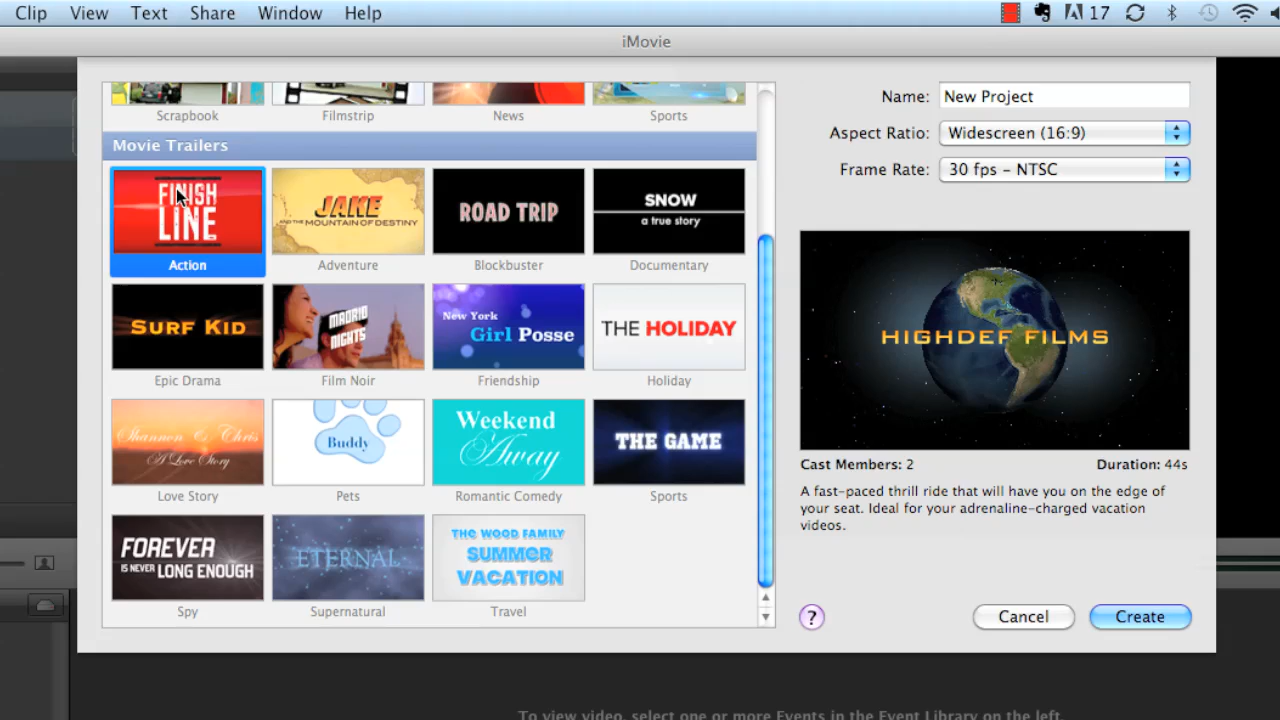 Clip View Text Share Window Help 17
iMovie
Scrapbook Filmstrip News Sports
Movie Trailers
FINISH
LINE
Action
JAKE
AND THE MOUNTAIN OF DESTINY
Adventure
ROAD TRIP
Blockbuster
SNOW
a true story
Documentary
SURF KID
Epic Drama
MADRID
NIGHTS
Film Noir
New York
Girl Posse
Friendship
THE HOLIDAY
Holiday
Shannon & Chris
A Love Story
Love Story
Buddy
Pets
Weekend
Away
Romantic Comedy
THE GAME
Sports
FOREVER
IS NEVER LONG ENOUGH
Spy
ETERNAL
Supernatural
THE WOOD FAMILY
SUMMER
VACATION
Travel
Name: New Project
Aspect Ratio: Widescreen (16:9)
Frame Rate: 30 fps – NTSC
HIGHDEF FILMS
Cast Members: 2 Duration: 44s
A fast-paced thrill ride that will have you on the edge of
your seat. Ideal for your adrenaline-charged vacation
videos.
? Cancel Create
To view video, select one or more Events in the Event Library on the left.